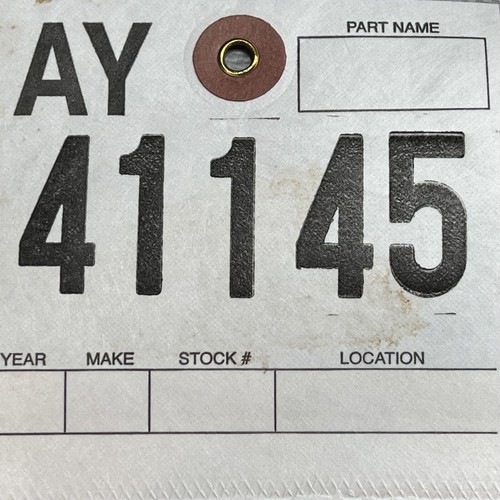 AY
PART NAME
41145
YEAR MAKE STOCK # LOCATION